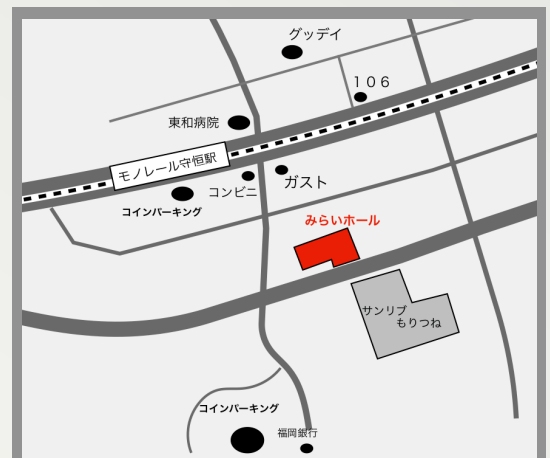 グッデイ
１０６
東和病院
モノレール守恒駅
コンビニ
ガスト
コインパーキング
みらいホール
サンリブ
もりつね
コインパーキング
福岡銀行